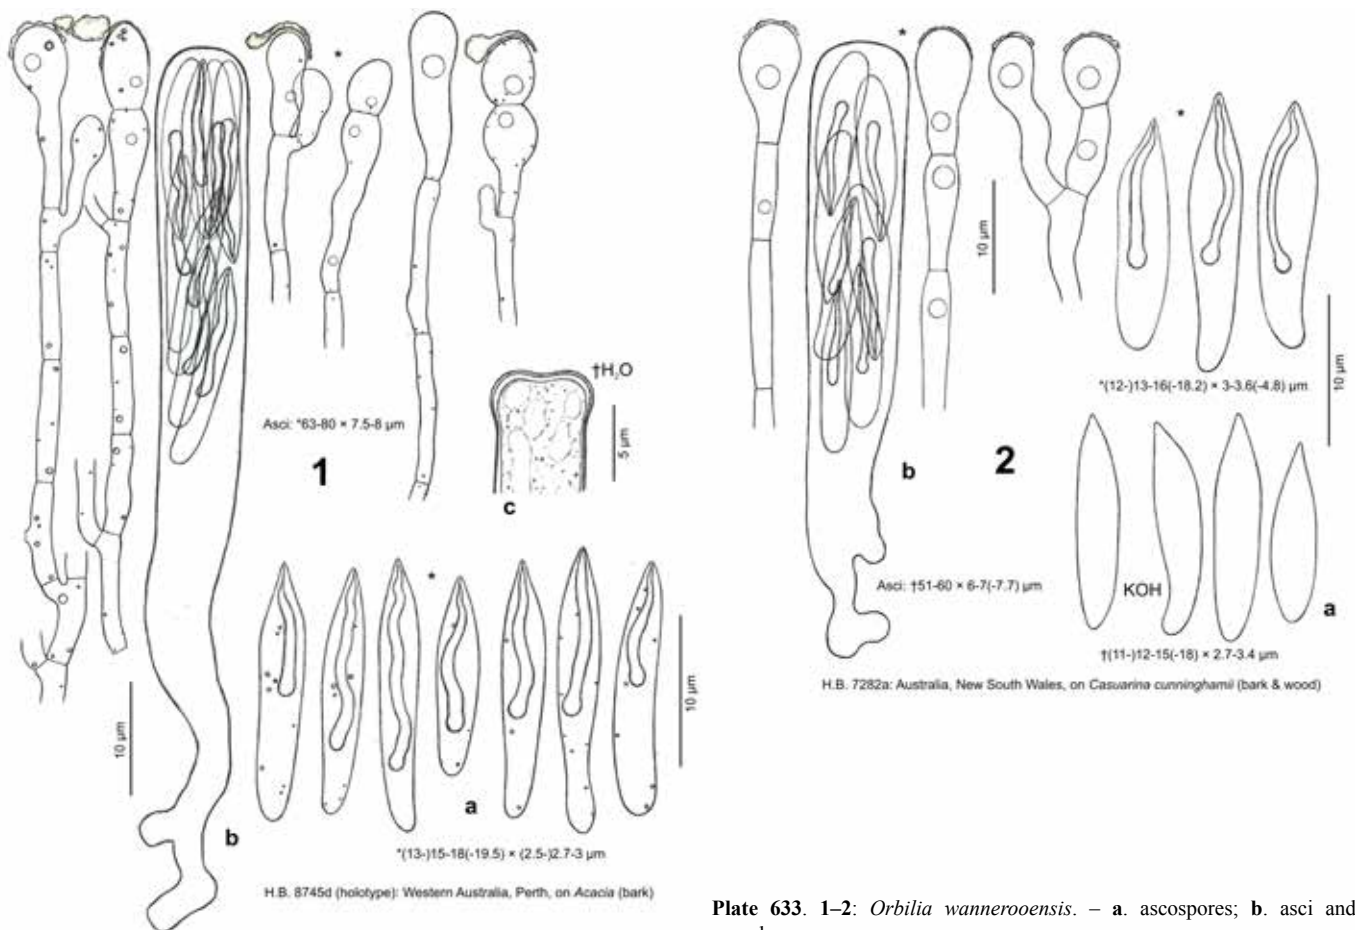 *
†H₂O
Asci: *63-80 × 7.5-8 µm
1
5 µm
c
*
10 µm
10 µm
a
b
*(13-)15-18(-19.5) × (2.5-)2.7-3 µm
H.B. 8745d (holotype): Western Australia, Perth, on Acacia (bark)
*
*
10 µm
10 µm
*(12-)13-16(-18.2) × 3-3.6(-4.8) µm
2
b
Asci: †51-60 × 6-7(-7.7) µm
KOH
a
†(11-)12-15(-18) × 2.7-3.4 µm
H.B. 7282a: Australia, New South Wales, on Casuarina cunninghamii (bark & wood)
Plate 633. 1–2: Orbilia wannerooensis. – a. ascospores; b. asci and